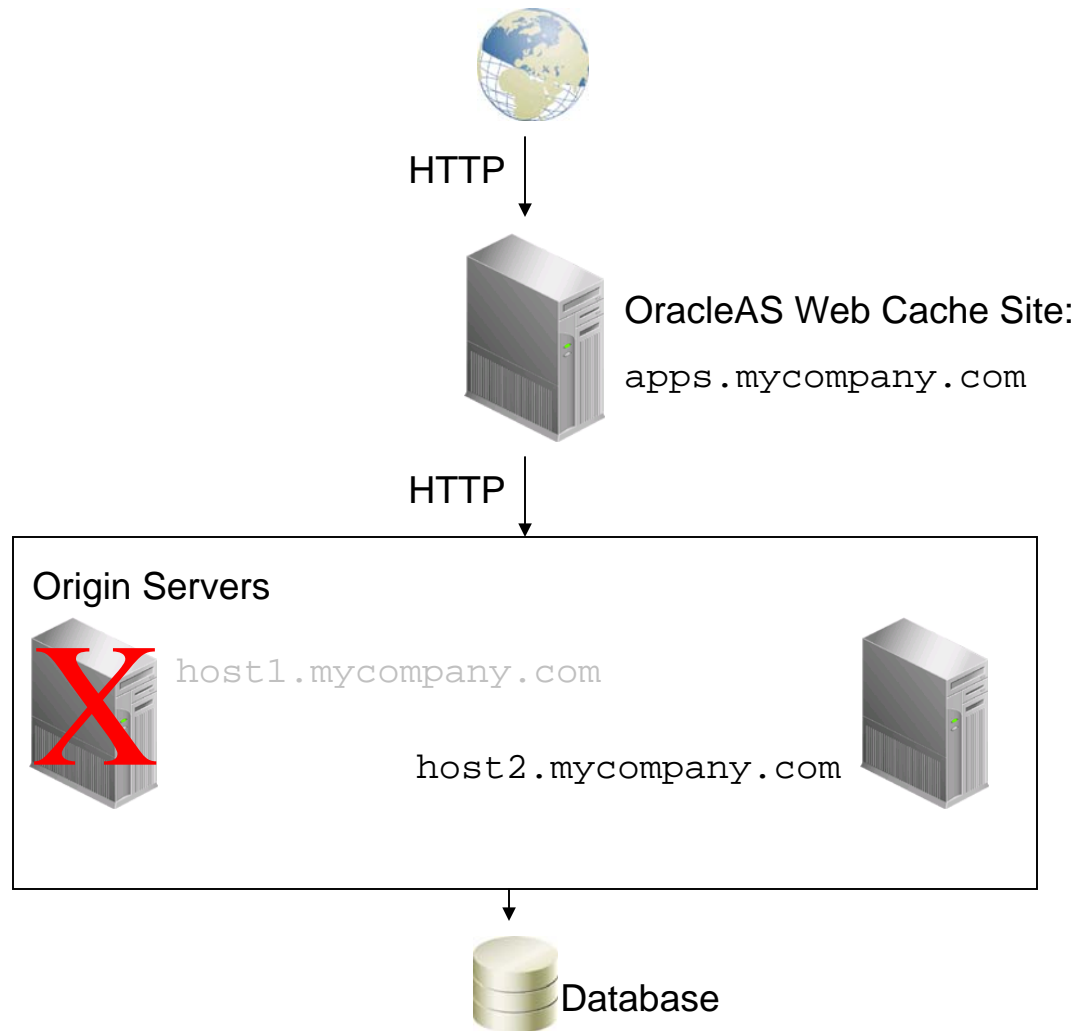 HTTP
OracleAS Web Cache Site:
apps.mycompany.com
HTTP
Origin Servers
X
host1.mycompany.com
host2.mycompany.com
Database